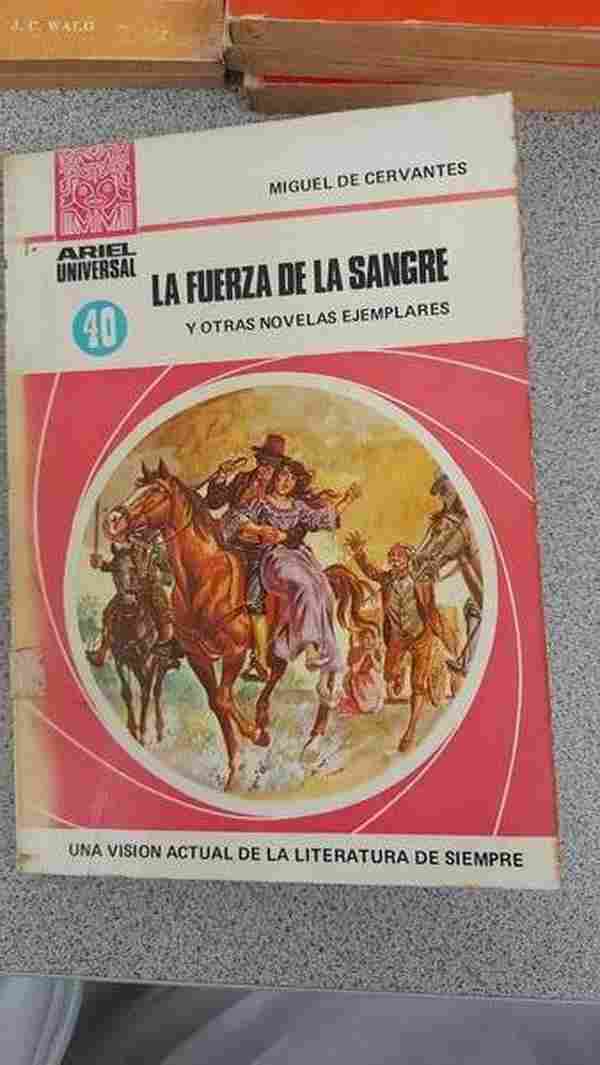 J. C. WALG
MIGUEL DE CERVANTES
ARIEL
UNIVERSAL
40
LA FUERZA DE LA SANGRE
Y OTRAS NOVELAS EJEMPLARES
UNA VISION ACTUAL DE LA LITERATURA DE SIEMPRE